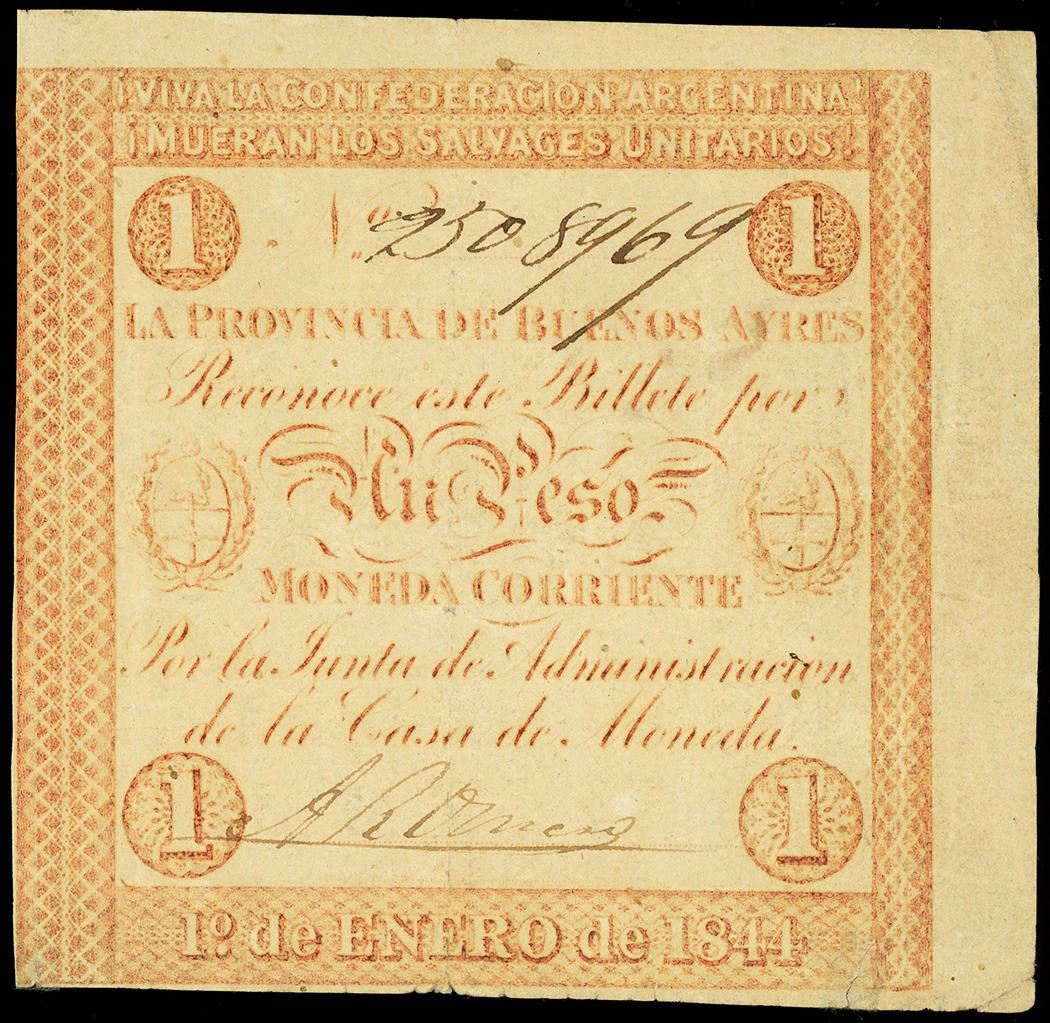 ¡VIVA LA CONFEDERACION ARGENTINA!
¡MUERAN LOS SALVAGES UNITARIOS!
1 1
No 2508969
LA PROVINCIA DE BUENOS AYRES
Reconoce este Billete por
Un Peso
MONEDA CORRIENTE
Por la Junta de Administracion
de la Casa de Moneda.
1 1
1º de ENERO de 1844